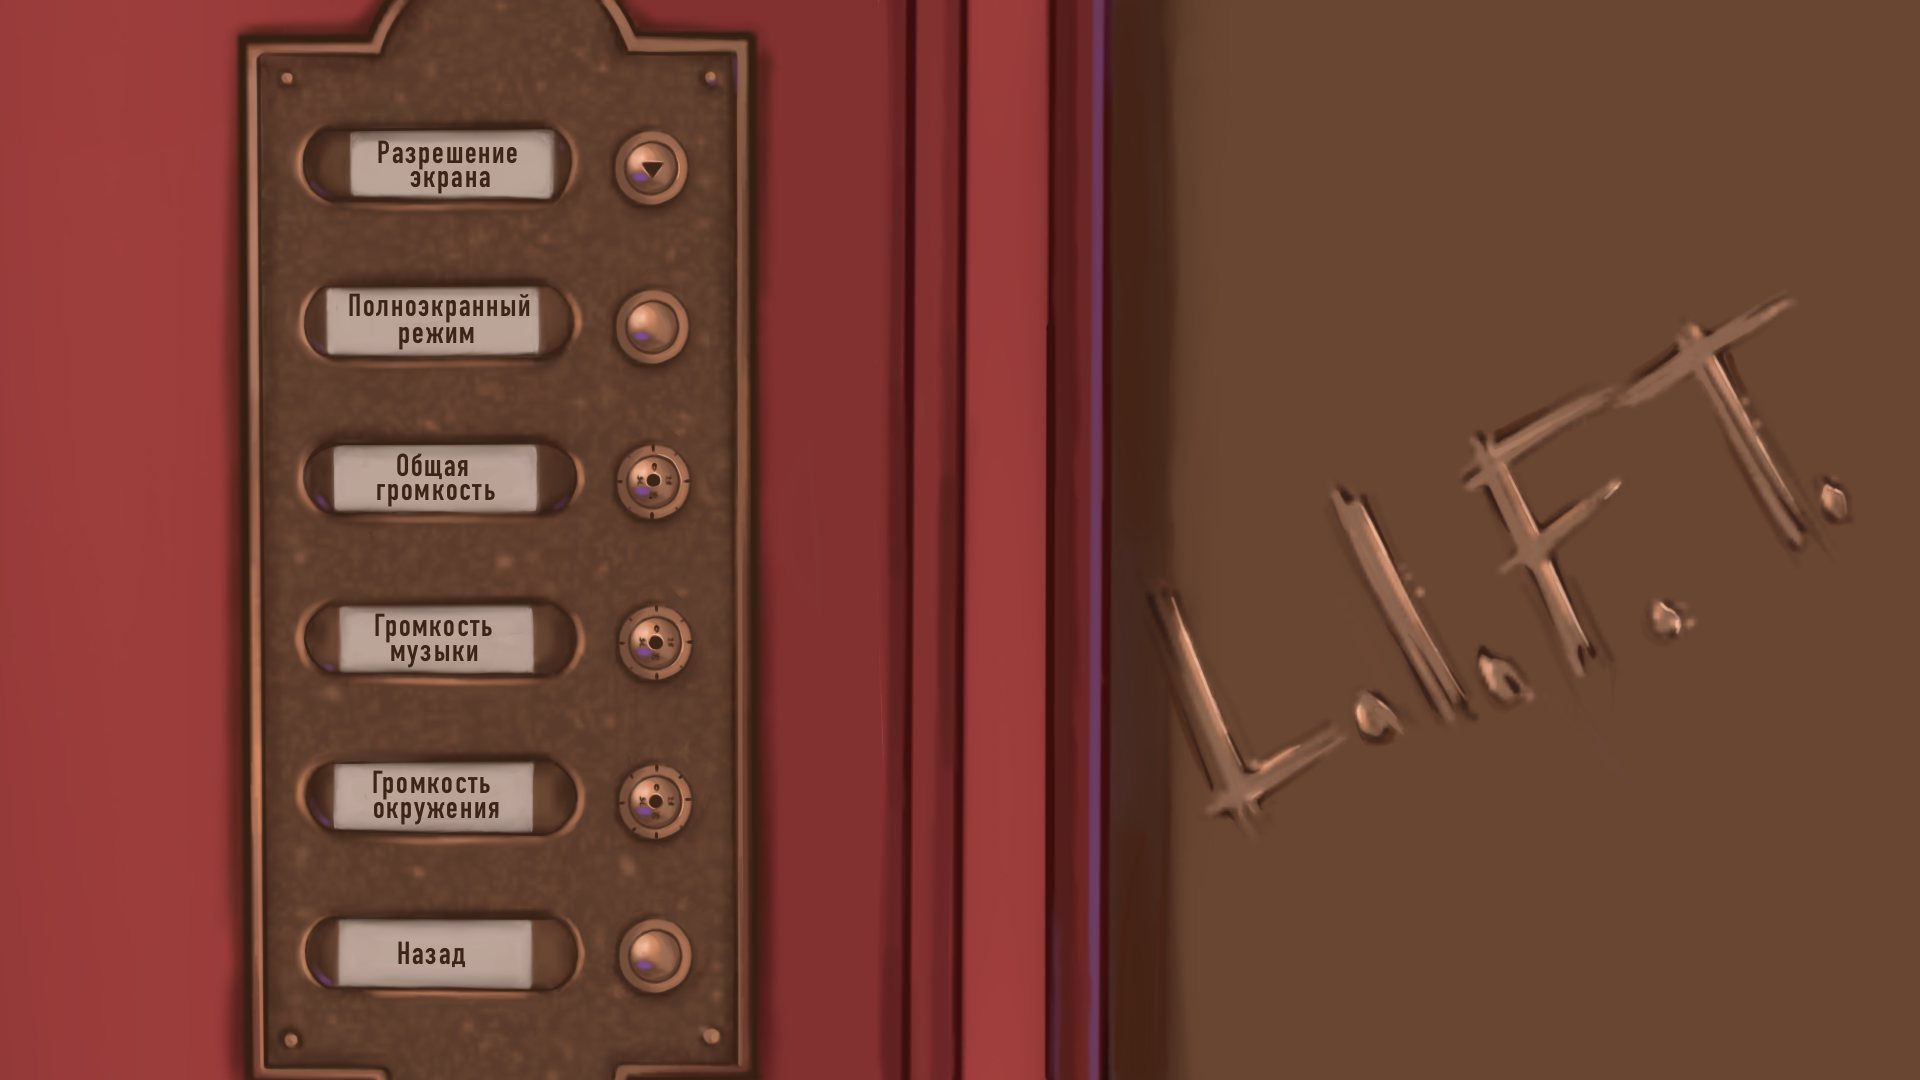 Разрешение
экрана
Полноэкранный
режим
Общая
громкость
Громкость
музыки
Громкость
окружения
Назад
L.I.F.T.